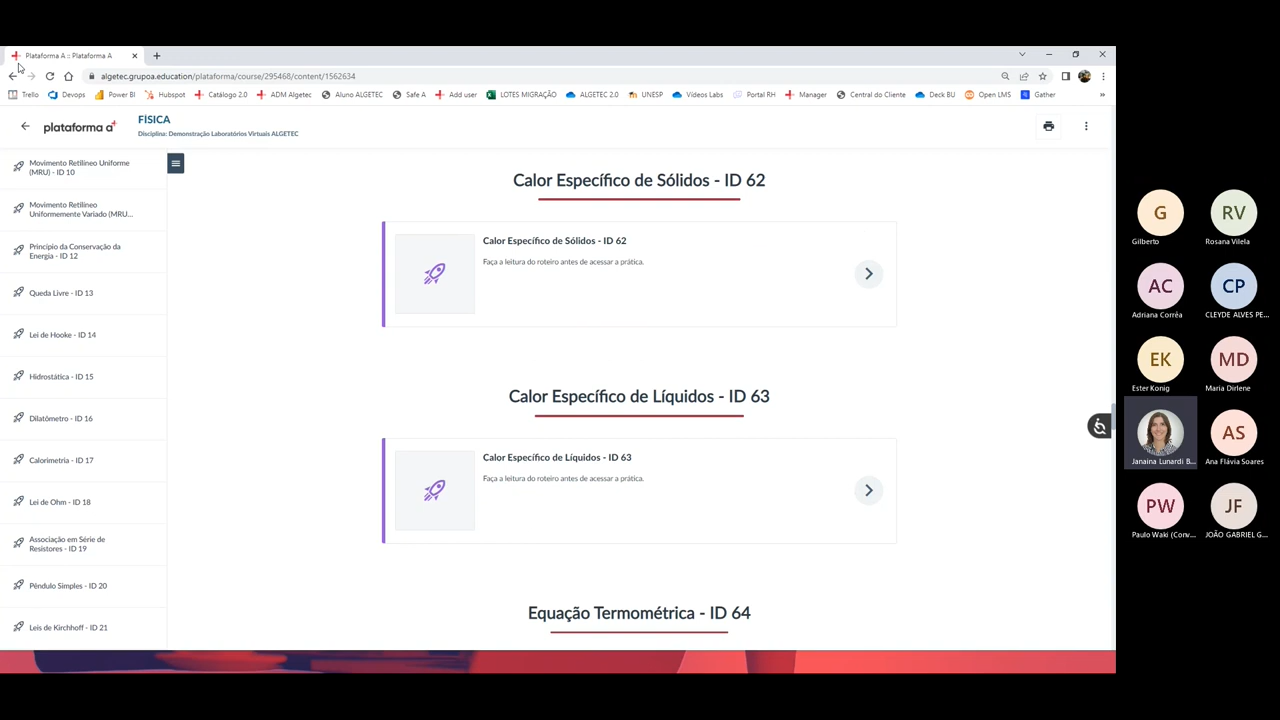 Plataforma A :: Plataforma A
algetec.grupoa.education/plataforma/course/295468/content/1562634
Trello
Devops
Power BI
Hubspot
Catálogo 2.0
ADM Algetec
Aluno ALGETEC
Safe A
Add user
LOTES MIGRAÇÃO
ALGETEC 2.0
UNESP
Vídeos Labs
Portal RH
Manager
Central do Cliente
Deck BU
Open LMS
Gather
plataforma a+
FÍSICA
Disciplina: Demonstração Laboratórios Virtuais ALGETEC
Movimento Retilíneo Uniforme
(MRU) - ID 10
Movimento Retilíneo
Uniformemente Variado (MRU...
Princípio da Conservação da
Energia - ID 12
Queda Livre - ID 13
Lei de Hooke - ID 14
Hidrostática - ID 15
Dilatômetro - ID 16
Calorimetria - ID 17
Lei de Ohm - ID 18
Associação em Série de
Resistores - ID 19
Pêndulo Simples - ID 20
Leis de Kirchhoff - ID 21
Calor Específico de Sólidos - ID 62
Calor Específico de Sólidos - ID 62
Faça a leitura do roteiro antes de acessar a prática.
Calor Específico de Líquidos - ID 63
Calor Específico de Líquidos - ID 63
Faça a leitura do roteiro antes de acessar a prática.
Equação Termométrica - ID 64
G
Gilberto
RV
Rosana Vilela
AC
Adriana Corrêa
CP
CLEYDE ALVES PE...
EK
Ester Konig
MD
Maria Dirlene
Janaina Lunardi B...
AS
Ana Flávia Soares
PW
Paulo Waki (Conv...
JF
JOÃO GABRIEL G...